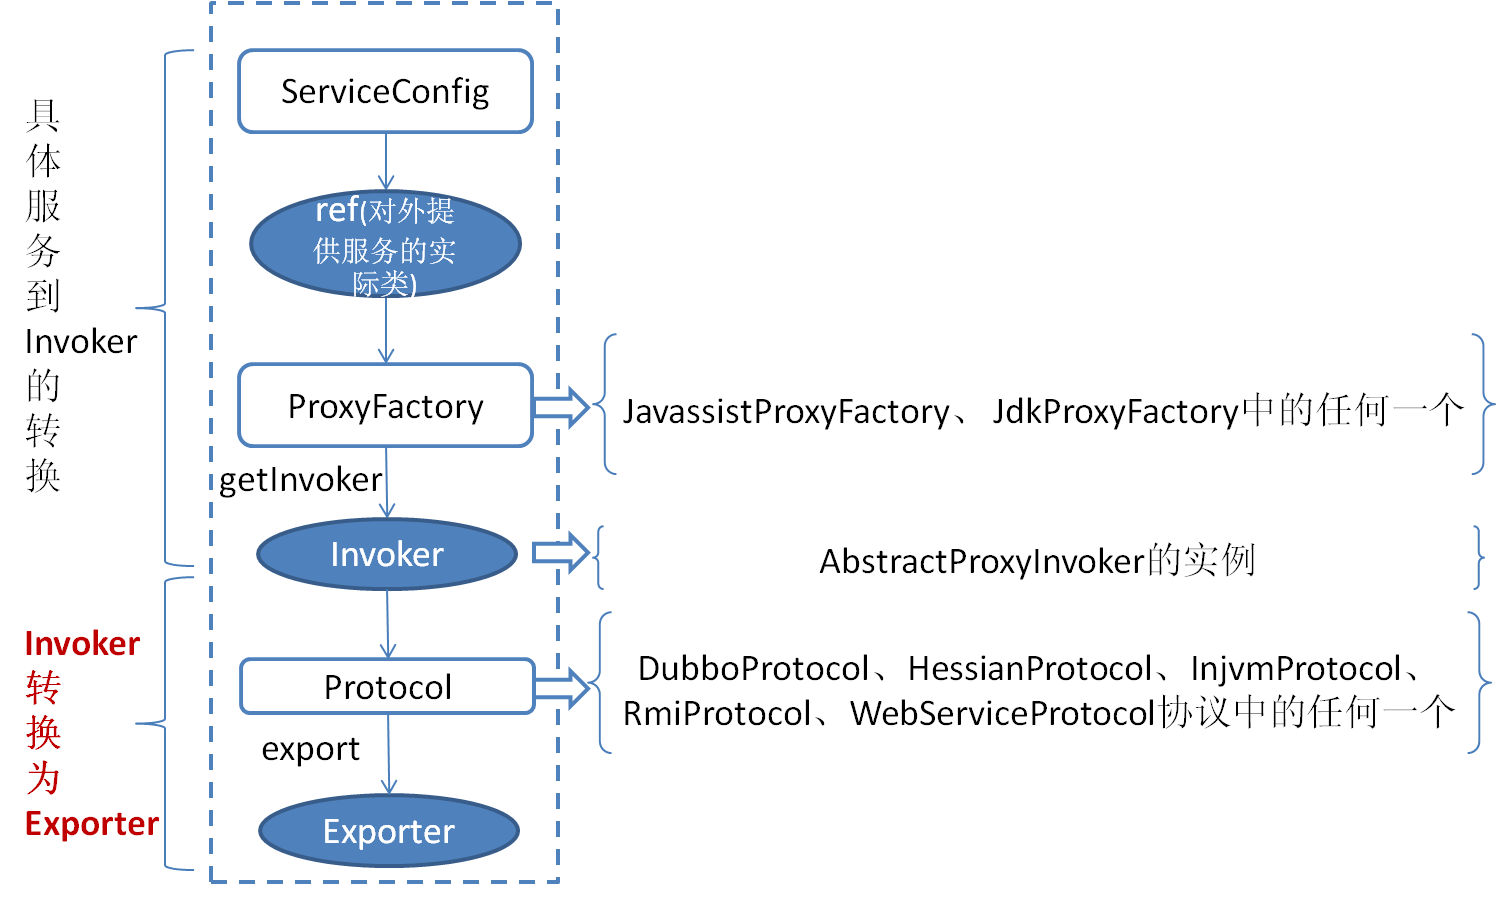 具
体
服
务
到
Invoker
的
转
换
Invoker
转
换
为
Exporter
ServiceConfig
ref(对外提
供服务的实
际类)
ProxyFactory
getInvoker
Invoker
Protocol
export
Exporter
JavassistProxyFactory、JdkProxyFactory中的任何一个
AbstractProxyInvoker的实例
DubboProtocol、HessianProtocol、InjvmProtocol、
RmiProtocol、WebServiceProtocol协议中的任何一个